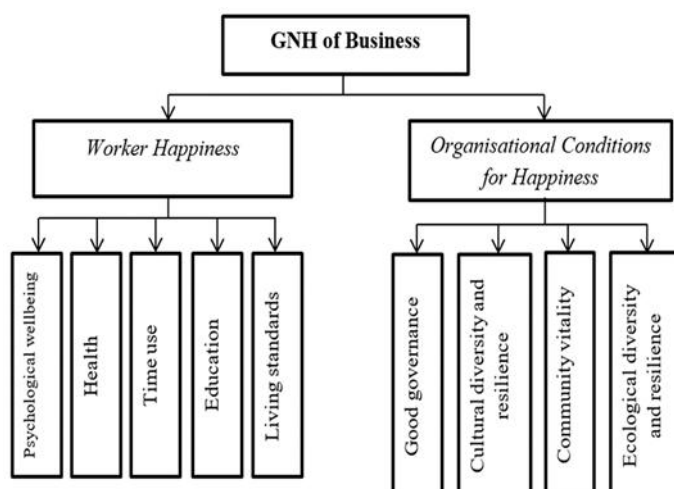 GNH of Business
Worker Happiness
Organisational Conditions
for Happiness
Psychological wellbeing
Health
Time use
Education
Living standards
Good governance
Cultural diversity and
resilience
Community vitality
Ecological diversity
and resilience